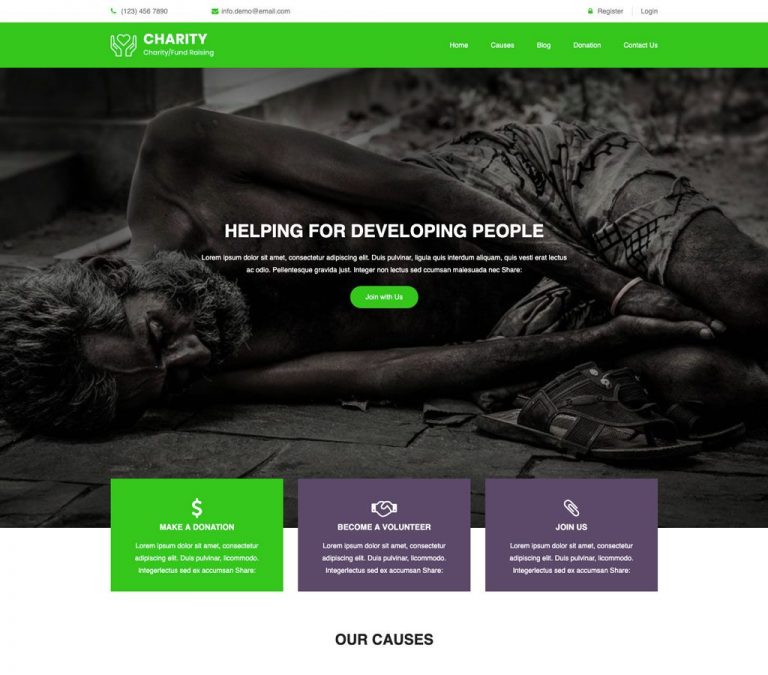 (123) 456 7890
info.demo@email.com
Register
Login
CHARITY
Charity/Fund Raising
Home
Causes
Blog
Donation
Contact Us
HELPING FOR DEVELOPING PEOPLE
Lorem ipsum dolor sit amet, consectetur adipiscing elit. Duis pulvinar, ligula quis interdum aliquam, quis vesti erat lectus
ac odio. Pellentesque gravida just. Integer non lectus sed ccumsan malesuada nec Share:
Join with Us
$
MAKE A DONATION
Lorem ipsum dolor sit amet, consectetur
adipiscing elit. Duis pulvinar, licommodo.
Integerlectus sed ex accumsan Share:
BECOME A VOLUNTEER
Lorem ipsum dolor sit amet, consectetur
adipiscing elit. Duis pulvinar, licommodo.
Integerlectus sed ex accumsan Share:
JOIN US
Lorem ipsum dolor sit amet, consectetur
adipiscing elit. Duis pulvinar, licommodo.
Integerlectus sed ex accumsan Share:
OUR CAUSES